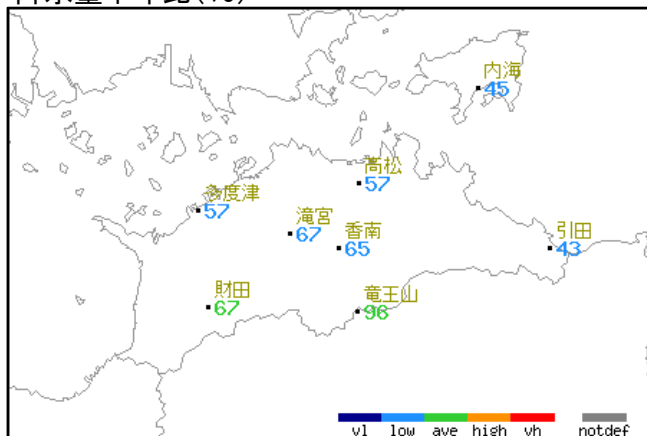 内海
45
高松
57
多度津
57
滝宮
67
香南
65
引田
43
財田
67
竜王山
96
vl low ave high vh notdef